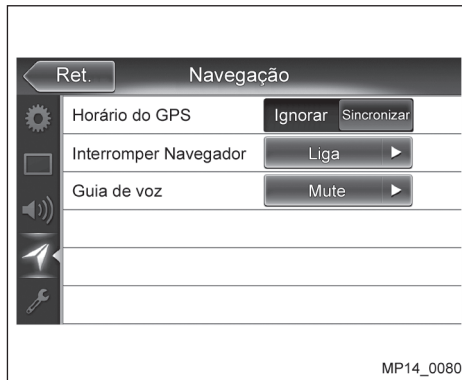 Ret. Navegação
Horário do GPS Ignorar Sincronizar
Interromper Navegador Liga
Guia de voz Mute
MP14_0080